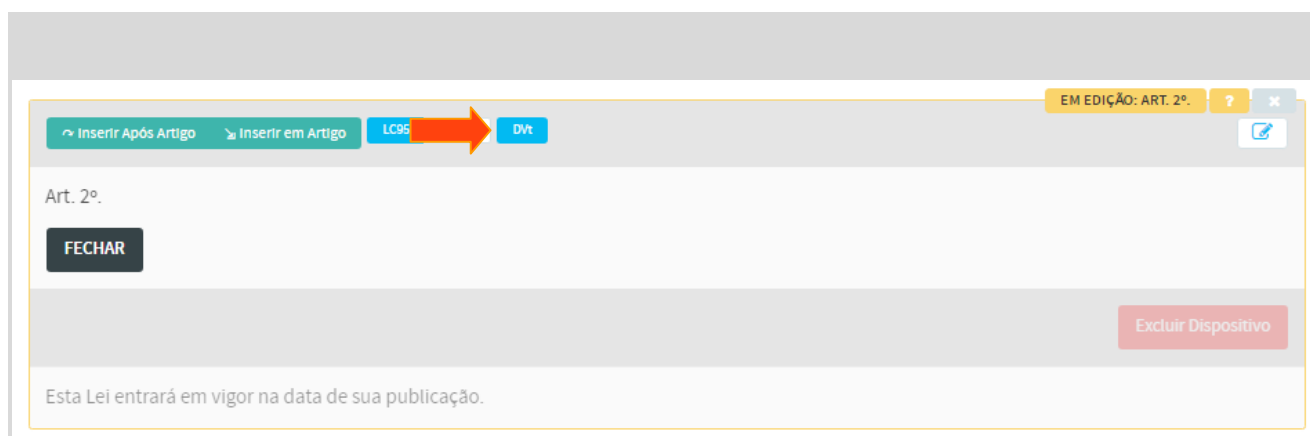 EM EDIÇÃO: ART. 2º. ? ×
Inserir Após Artigo Inserir em Artigo LC95 DVt
Art. 2º.
FECHAR
Excluir Dispositivo
Esta Lei entrará em vigor na data de sua publicação.